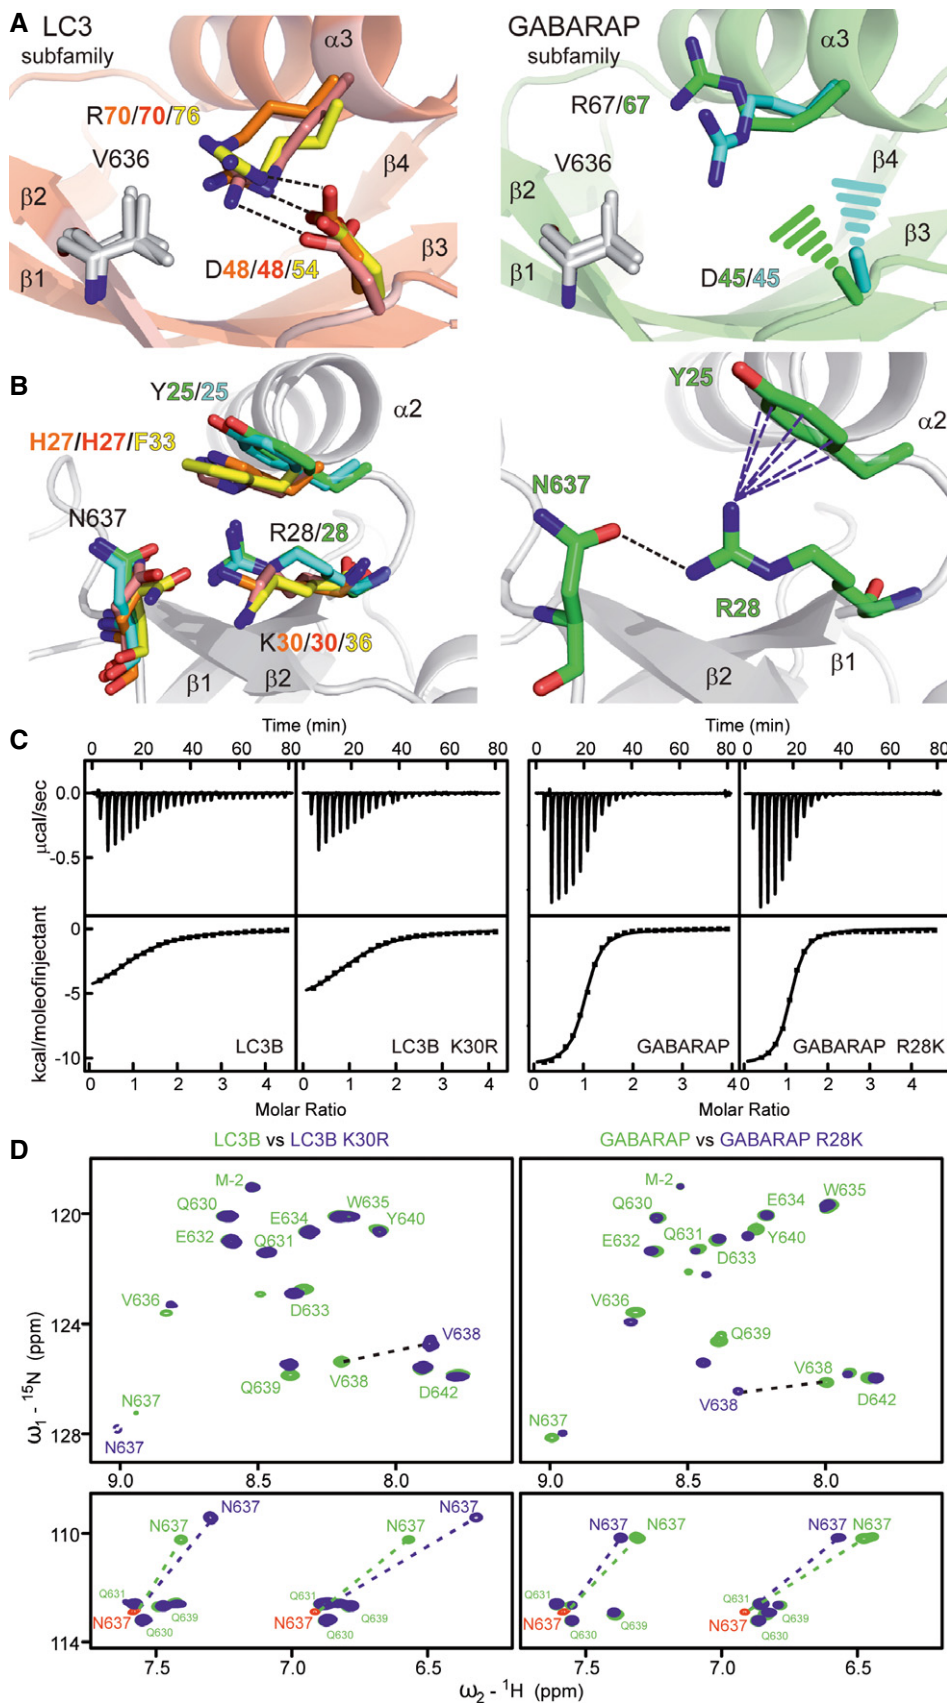 A
LC3
subfamily
α3
R70/70/76
V636
β4
β2
β3
β1
D48/48/54
GABARAP
subfamily
α3
R67/67
V636
β4
β2
β3
β1
D45/45
B
Y25/25
α2
H27/H27/F33
N637
R28/28
K30/30/36
β1
β2
Y25
α2
N637
R28
β1
β2
C
Time (min)
0 20 40 60 80
0 20 40 60 80
Time (min)
0 20 40 60 80
0 20 40 60 80
μcal/sec
0.0
-0.5
kcal/moleofinjectant
0
-5
-10
LC3B
LC3B K30R
GABARAP
GABARAP R28K
0 1 2 3 4
0 1 2 3 4
0 1 2 3 4
0 1 2 3 4
Molar Ratio
Molar Ratio
D
LC3B vs LC3B K30R
GABARAP vs GABARAP R28K
ω1 - 15N (ppm)
120
124
128
M-2
Q630
E634
W635
Y640
E632
Q631
D633
V636
V638
Q639
V638
D642
N637
N637
9.0 8.5 8.0
M-2
Q630
E634
W635
Q631
Y640
E632
D633
V636
Q639
V638
V638
D642
N637
9.0 8.5 8.0
110
114
N637
N637
N637
N637
Q631
Q631
N637
Q639
Q630
N637
Q639
Q630
7.5 7.0 6.5
N637
N637
N637
N637
Q631
Q631
N637
Q639
Q630
N637
Q639
Q630
7.5 7.0 6.5
ω2 - 1H (ppm)